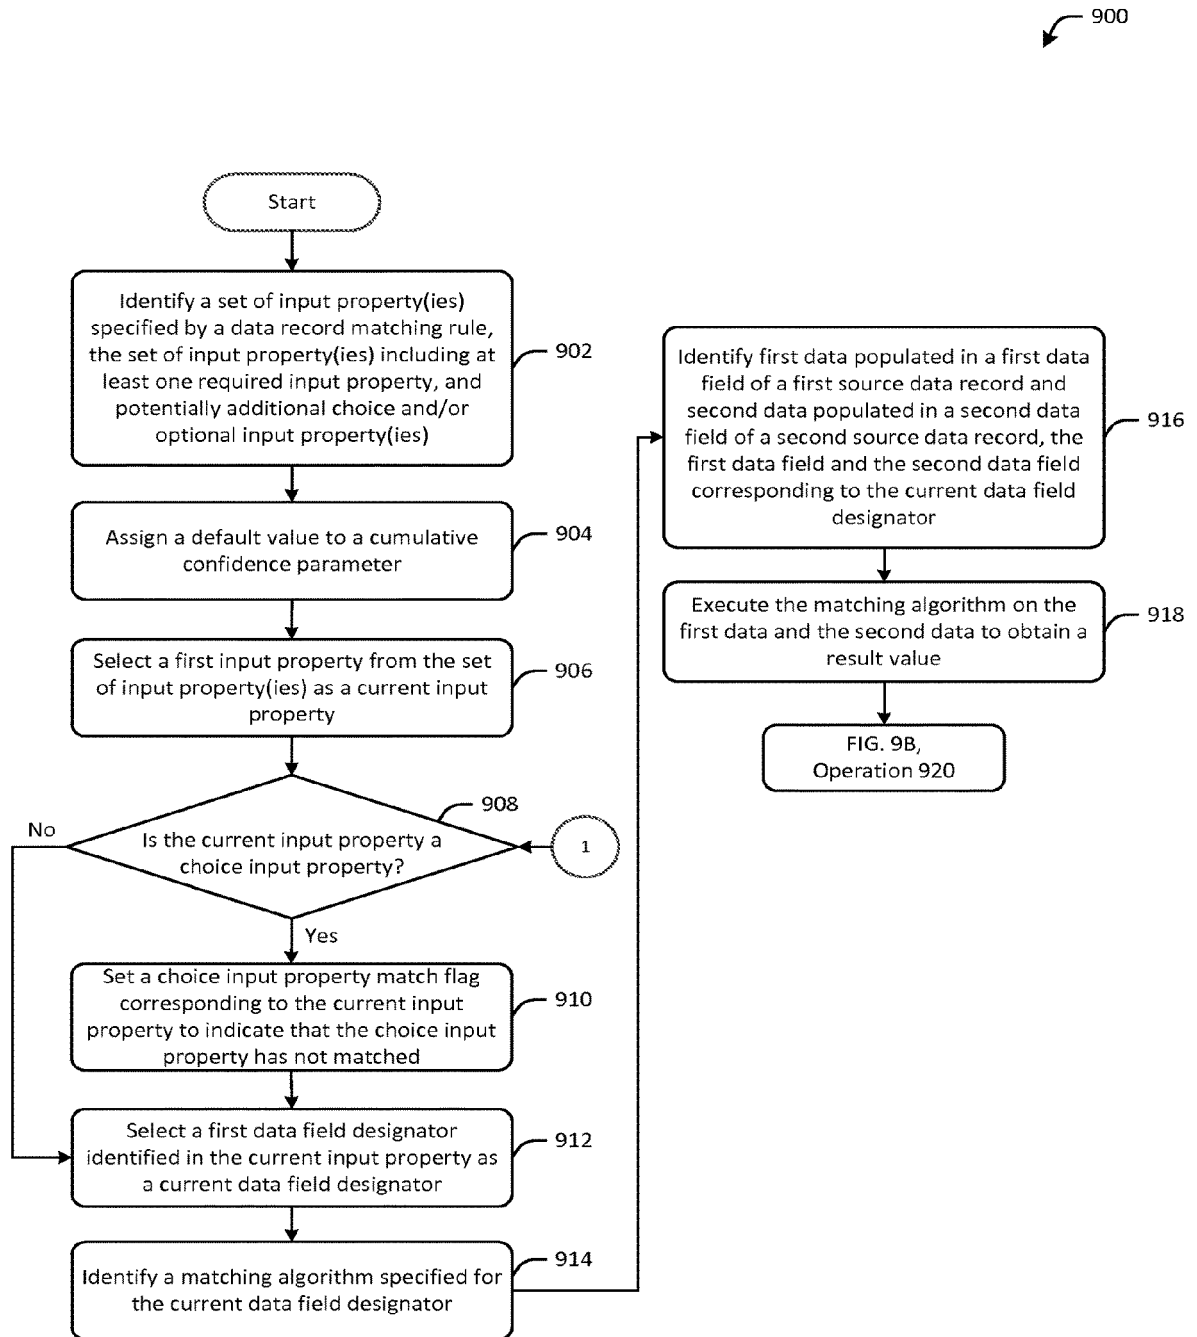 900
Start
Identify a set of input property(ies)
specified by a data record matching rule,
the set of input property(ies) including at
least one required input property, and
potentially additional choice and/or
optional input property(ies)
902
Assign a default value to a cumulative
confidence parameter
904
Select a first input property from the set
of input property(ies) as a current input
property
906
908
No
Is the current input property a
choice input property?
1
Yes
Set a choice input property match flag
corresponding to the current input
property to indicate that the choice input
property has not matched
910
Select a first data field designator
identified in the current input property as
a current data field designator
912
Identify a matching algorithm specified for
the current data field designator
914
Identify first data populated in a first data
field of a first source data record and
second data populated in a second data
field of a second source data record, the
first data field and the second data field
corresponding to the current data field
designator
916
Execute the matching algorithm on the
first data and the second data to obtain a
result value
918
FIG. 9B,
Operation 920